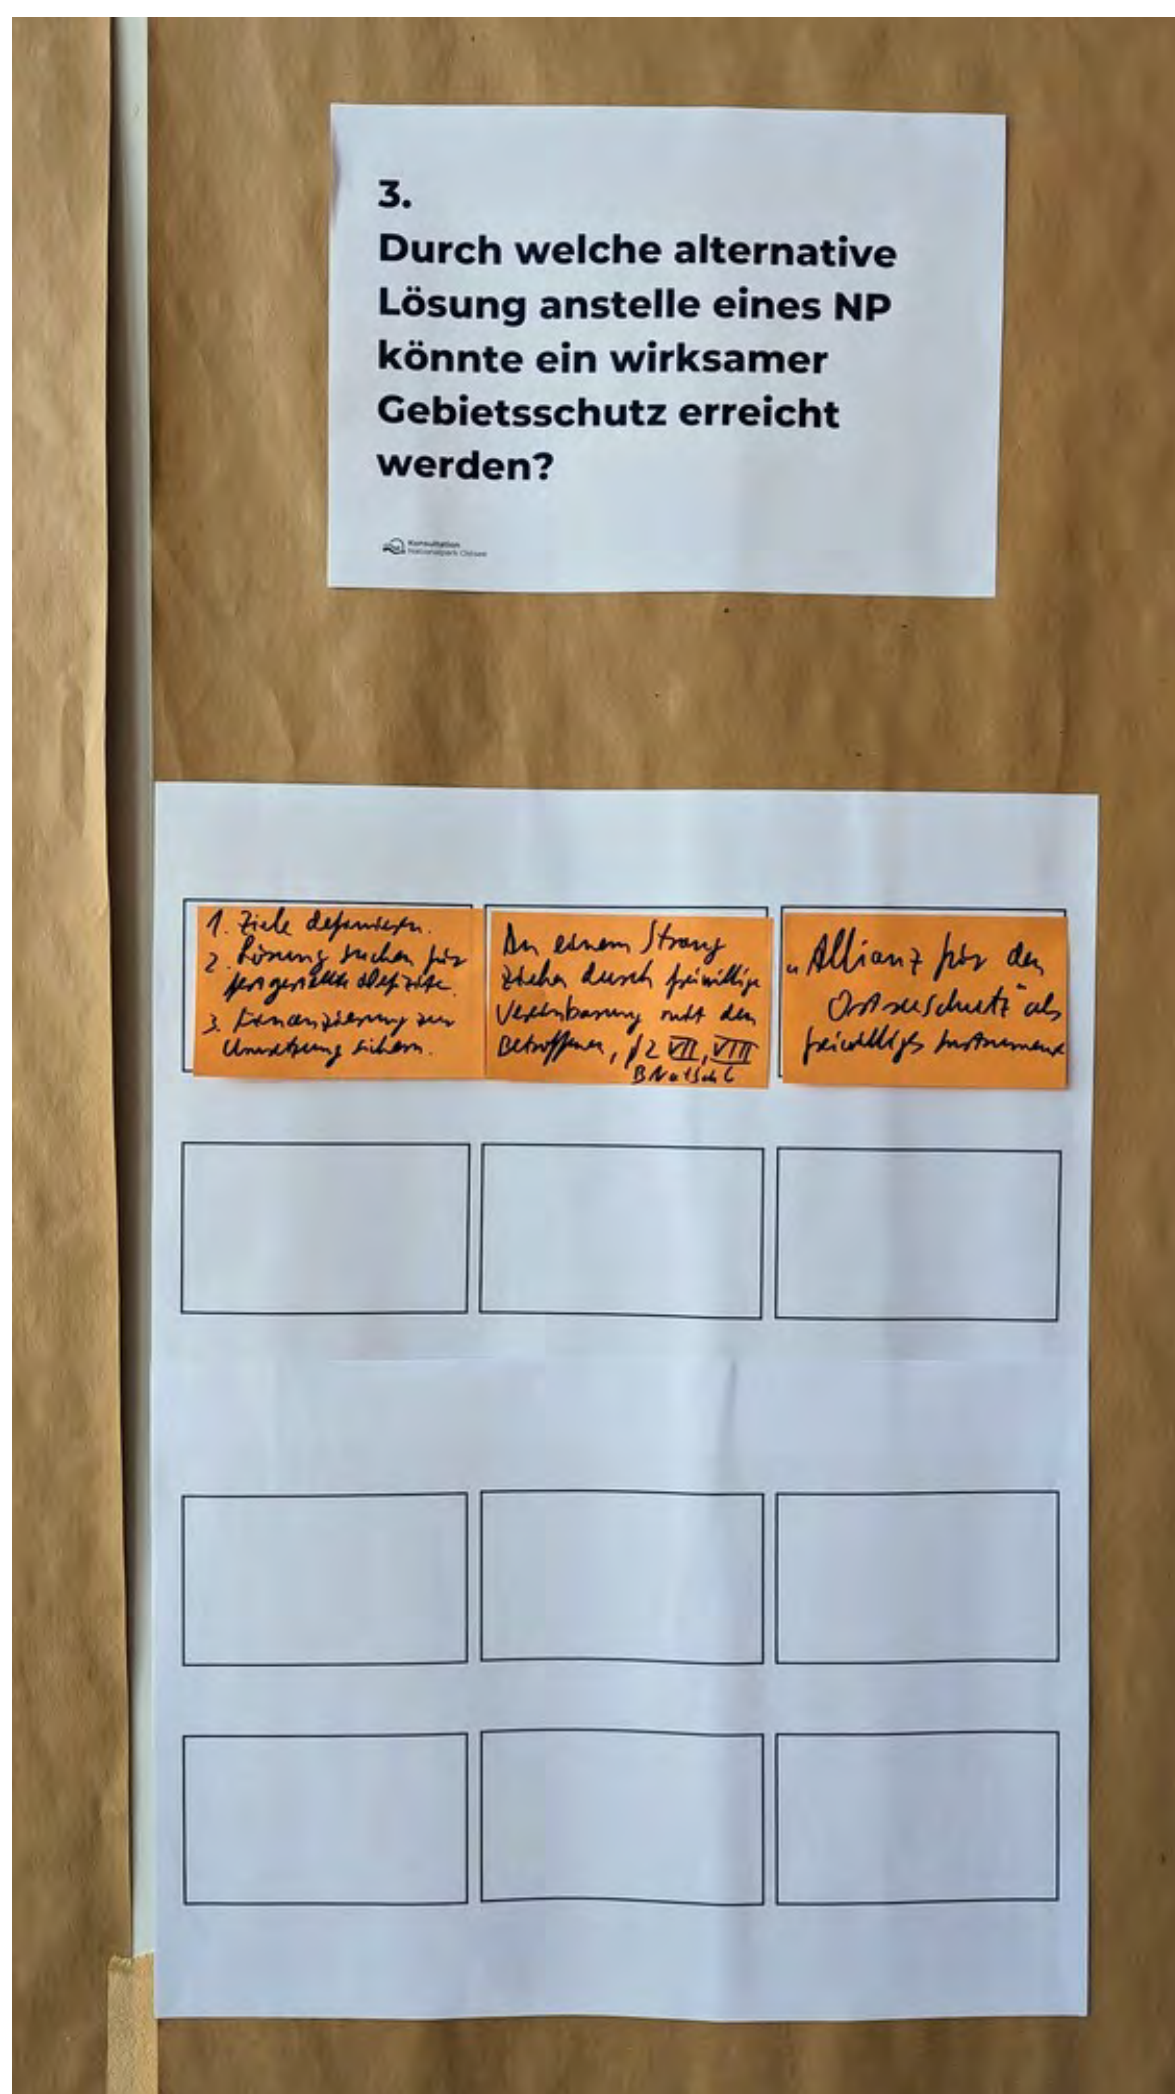 3.
Durch welche alternative
Lösung anstelle eines NP
könnte ein wirksamer
Gebietsschutz erreicht
werden?
Konsultation
Nationalpark Ostsee
1. Ziele definieren.
2. Lösung suchen für
festgestellte Defizite.
3. Finanzierung zur
Umsetzung sichern.
An einem Strang
ziehen durch freiwillige
Vereinbarung mit den
Betroffenen, § 2 VII, VIII
BNatSchG
„Allianz für den
Ostseeschutz" als
freiwilliges Instrument